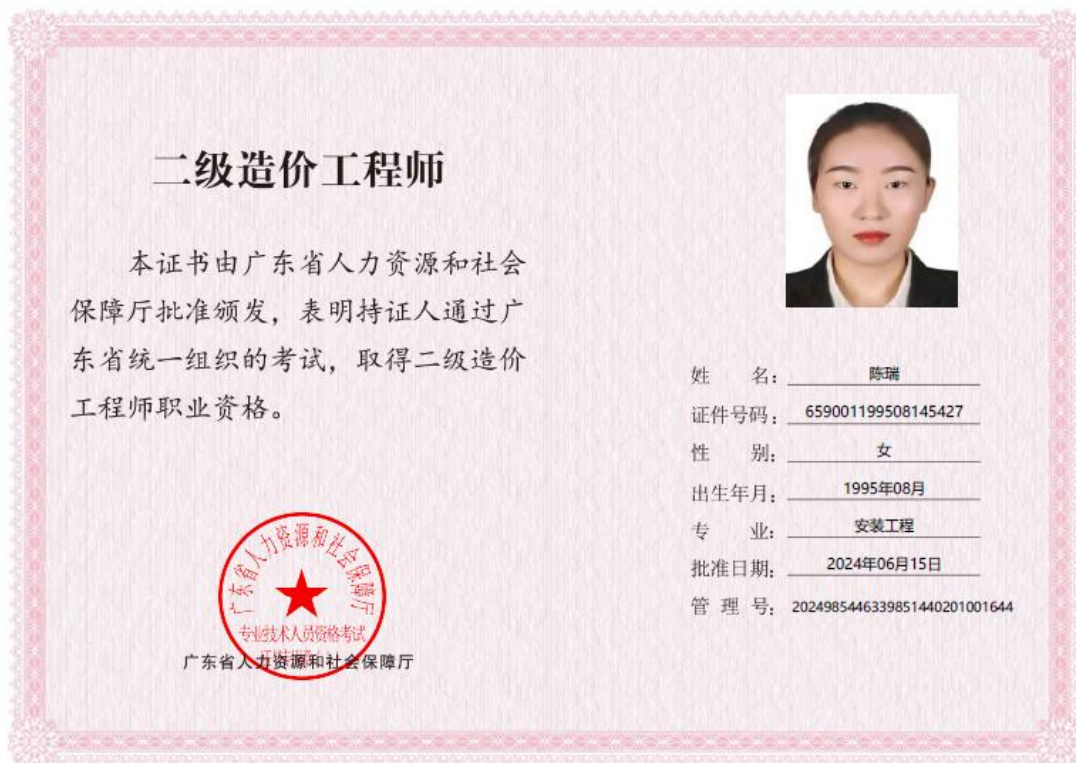 二级造价工程师
本证书由广东省人力资源和社会
保障厅批准颁发，表明持证人通过广
东省统一组织的考试，取得二级造价
工程师职业资格。
广东省人力资源和社会保障厅
专业技术人员资格考试
广东省人力资源和社会保障厅
姓 名：陈瑞
证件号码：659001199508145427
性 别：女
出生年月：1995年08月
专 业：安装工程
批准日期：2024年06月15日
管 理 号：2024985446339851440201001644